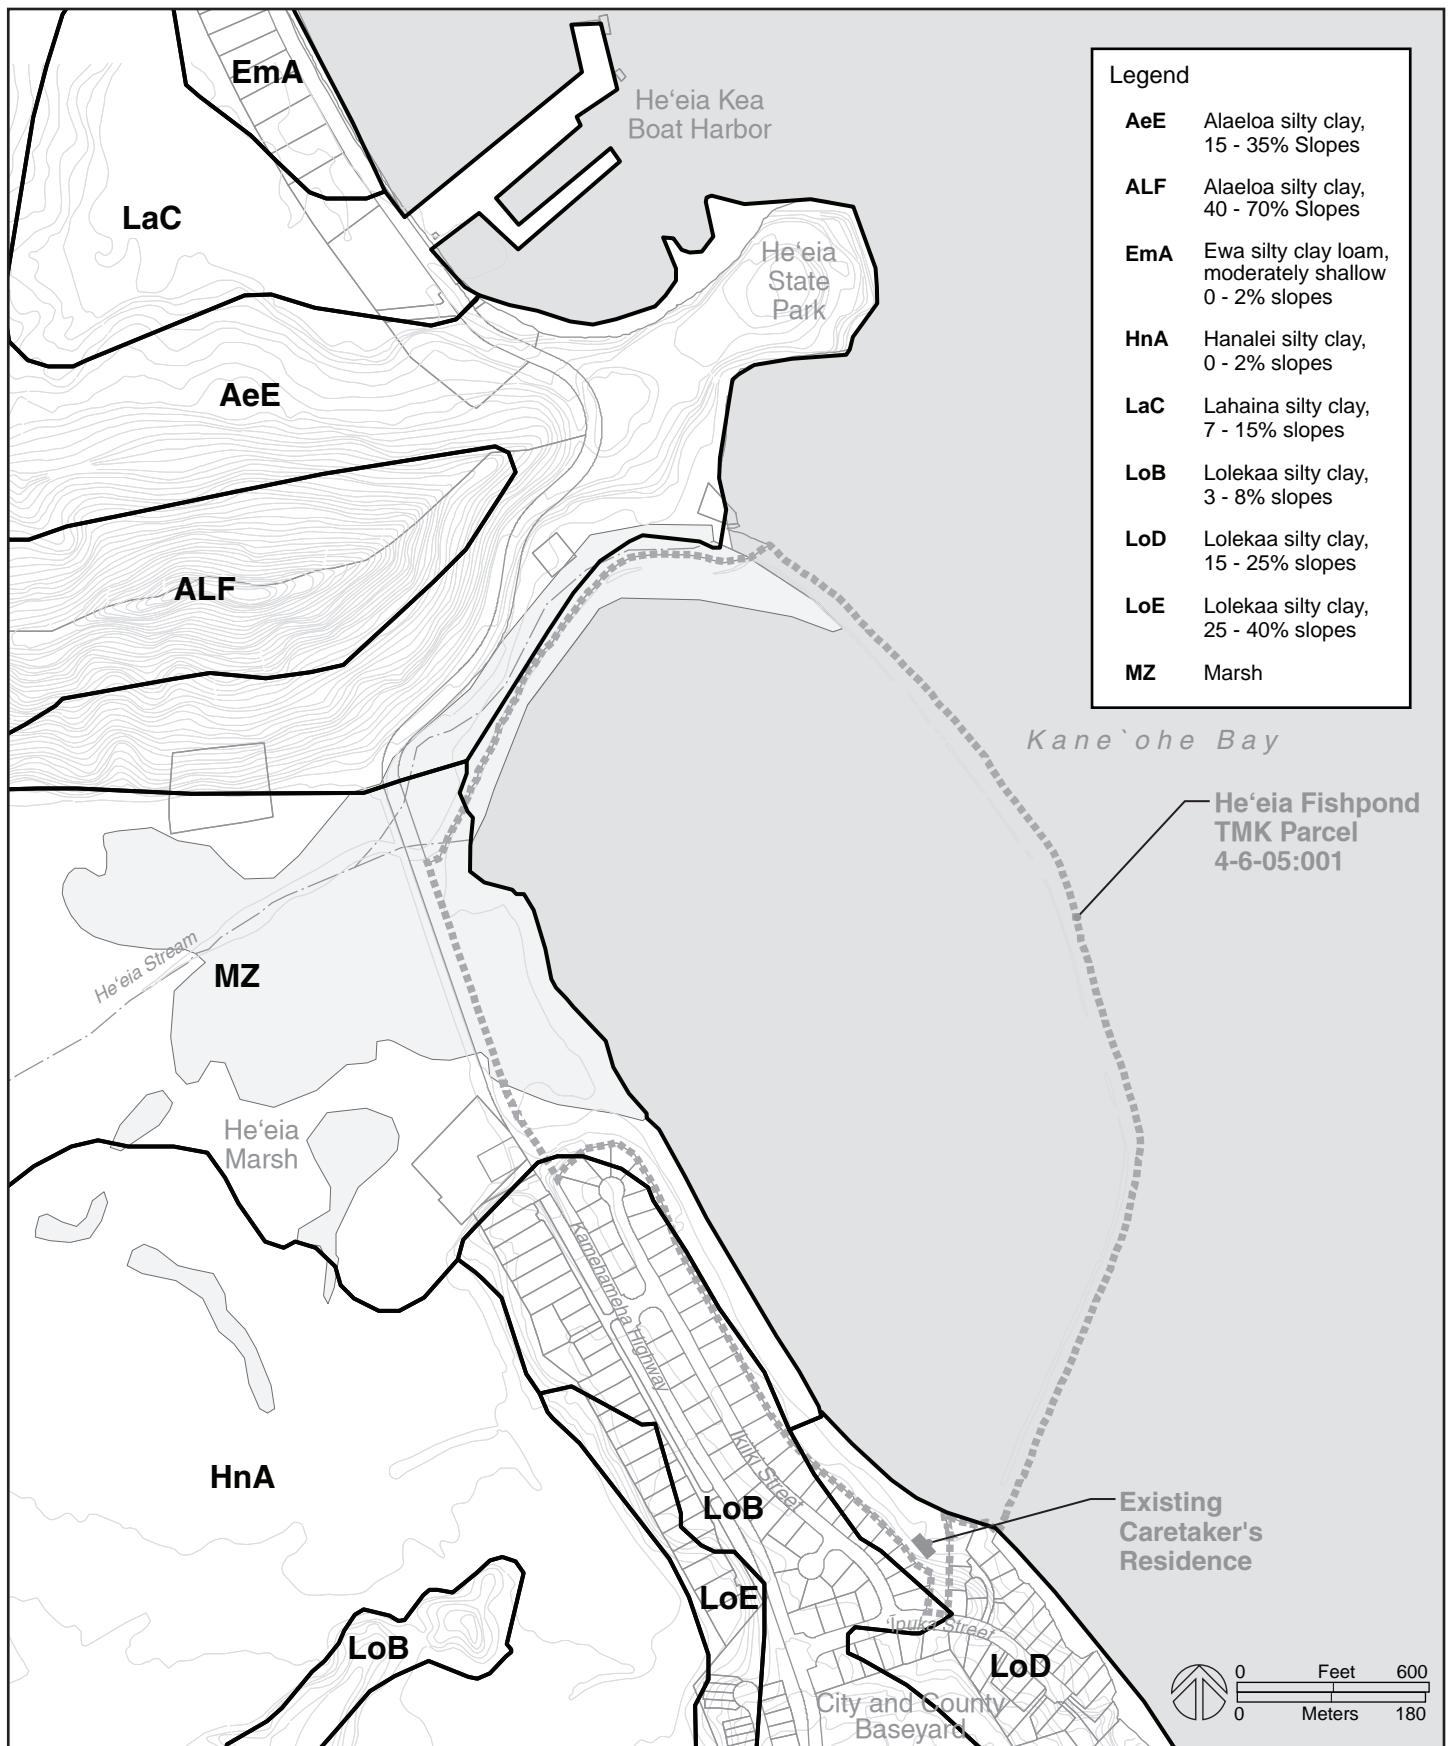 EmA
He‘eia Kea
Boat Harbor
LaC
He‘eia
State
Park
AeE
ALF
Legend
AeE Alaeloa silty clay,
15 - 35% Slopes
ALF Alaeloa silty clay,
40 - 70% Slopes
EmA Ewa silty clay loam,
moderately shallow
0 - 2% slopes
HnA Hanalei silty clay,
0 - 2% slopes
LaC Lahaina silty clay,
7 - 15% slopes
LoB Lolekaa silty clay,
3 - 8% slopes
LoD Lolekaa silty clay,
15 - 25% slopes
LoE Lolekaa silty clay,
25 - 40% slopes
MZ Marsh
Kane`ohe Bay
He‘eia Fishpond
TMK Parcel
4-6-05:001
He‘eia Stream
MZ
He‘eia
Marsh
Kamehameha Highway
Ikiiki Street
HnA
LoB
Existing
Caretaker's
Residence
LoE
LoB
‘Ipuka Street
LoD
City and County
Baseyard
0 Feet 600
0 Meters 180